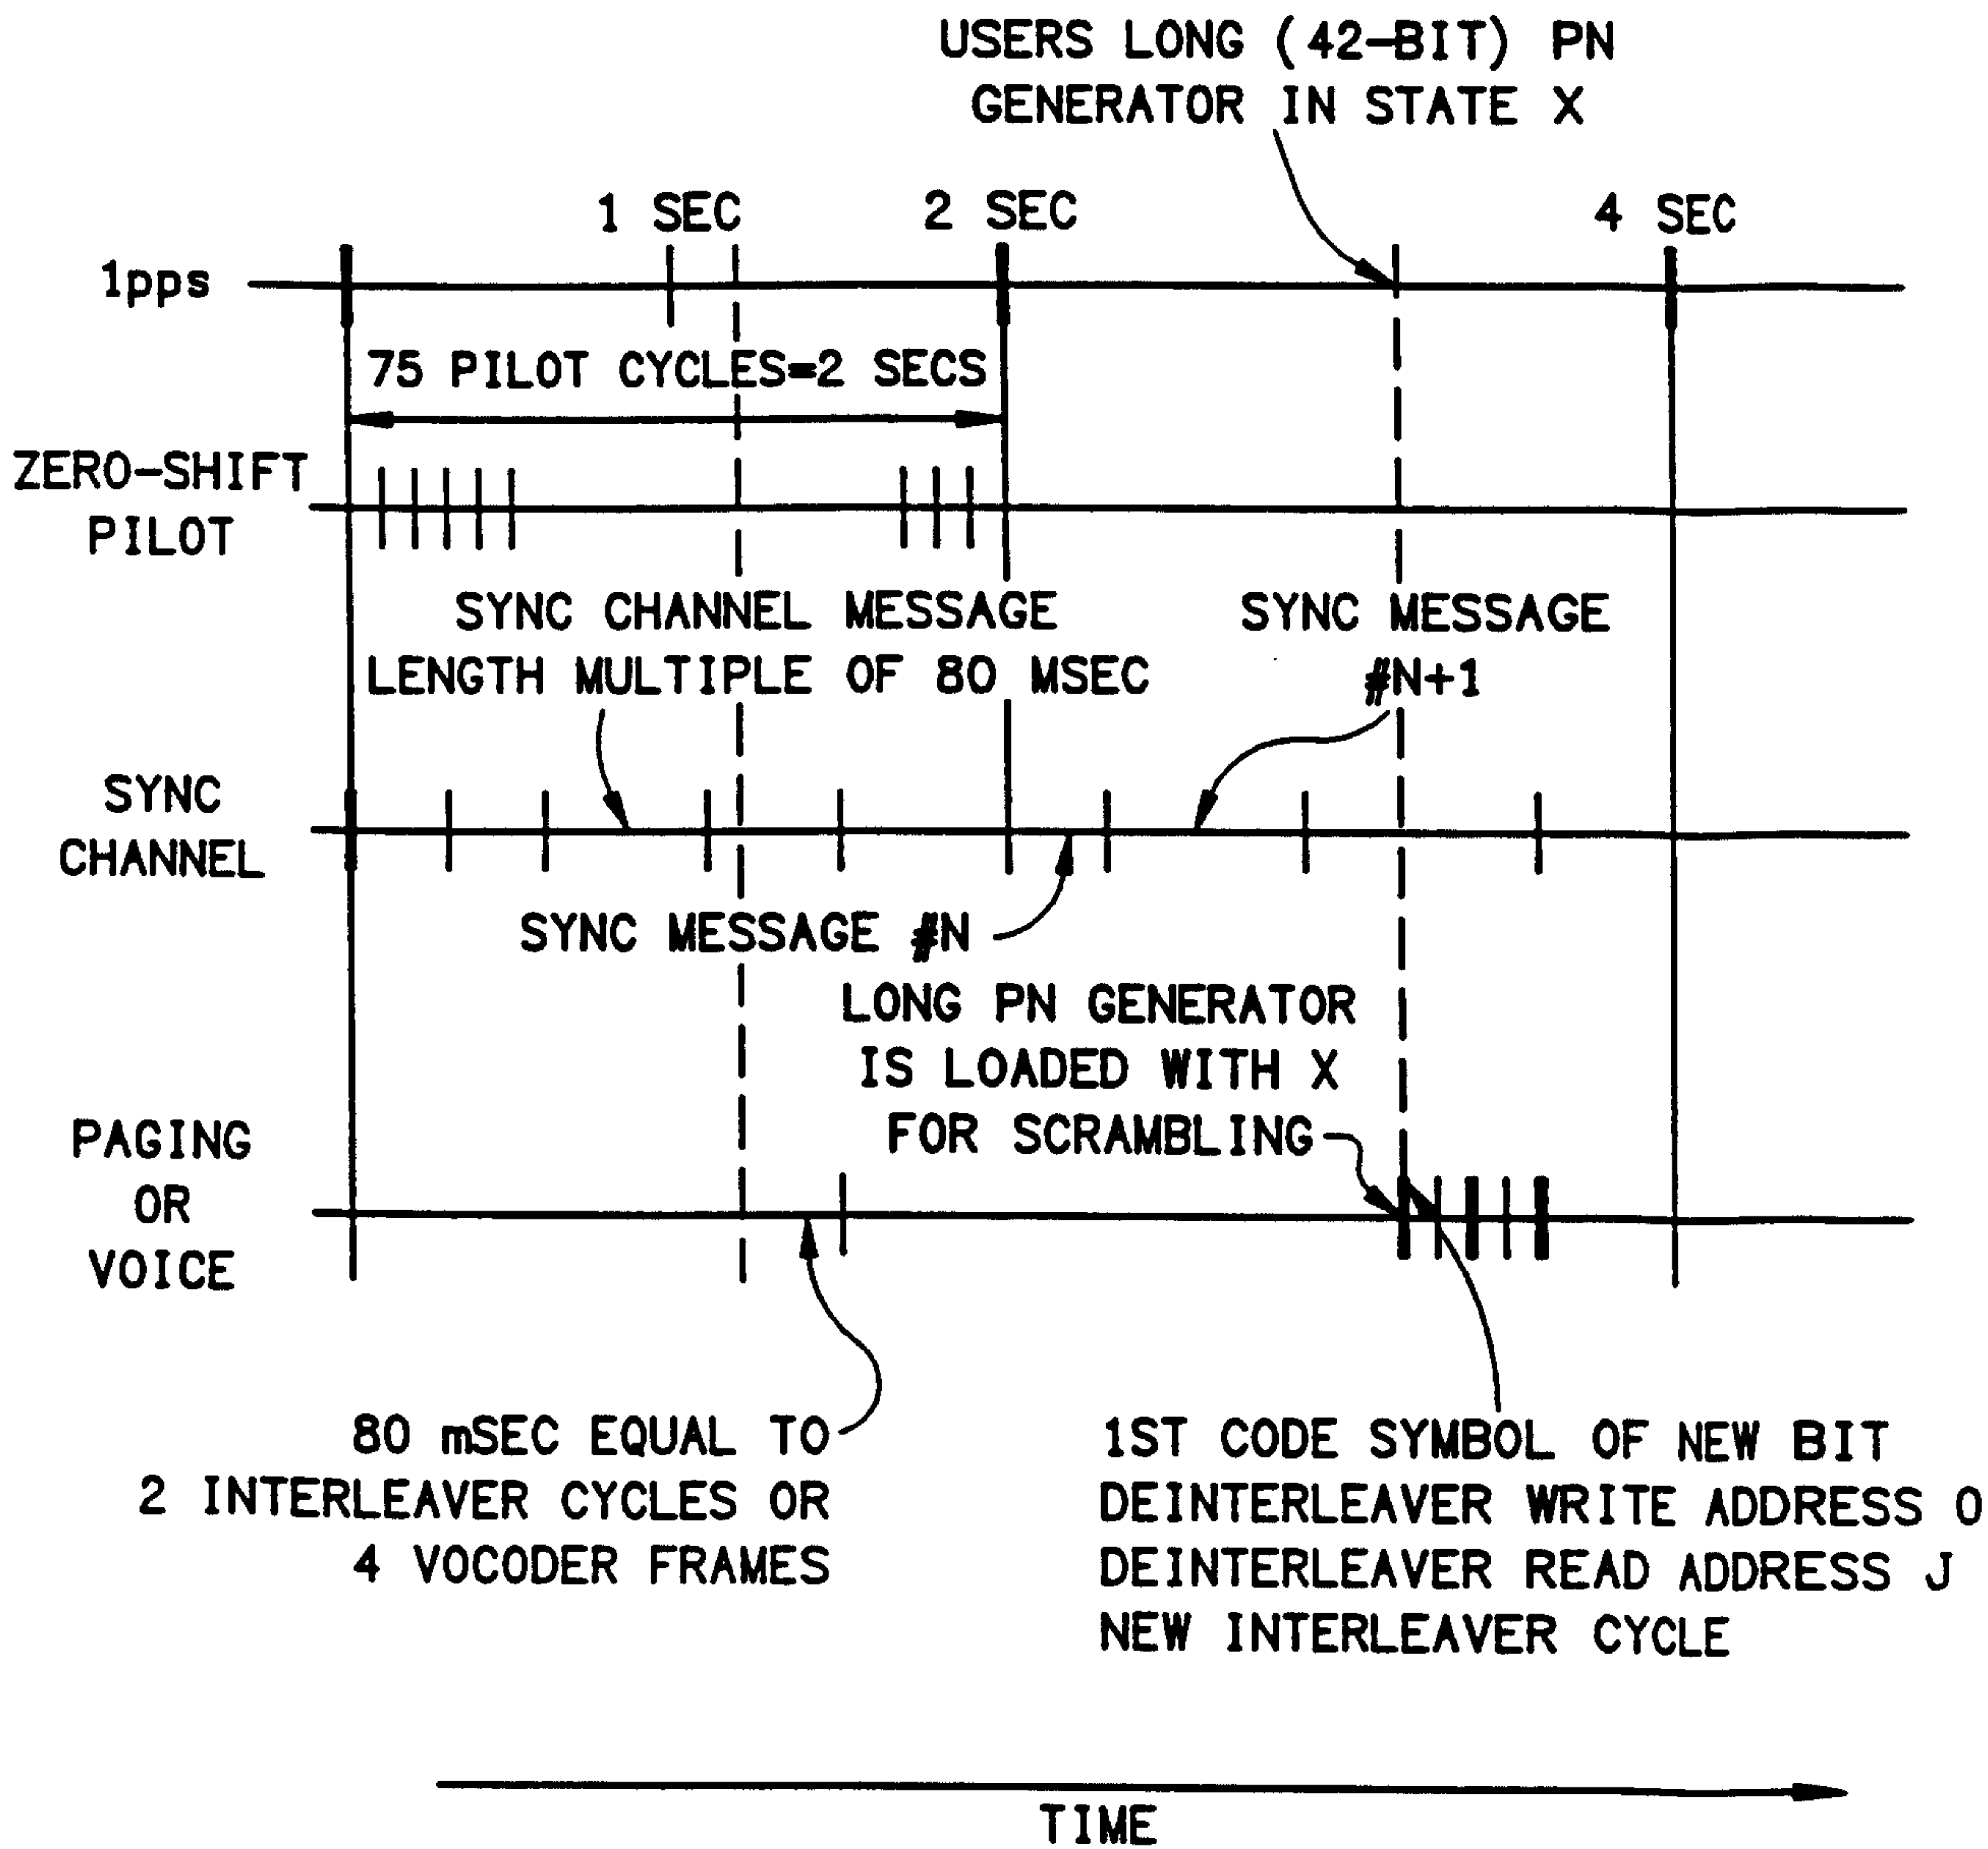 USERS LONG (42-BIT) PN
GENERATOR IN STATE X
1 SEC
2 SEC
4 SEC
1pps
75 PILOT CYCLES=2 SECS
ZERO-SHIFT
PILOT
SYNC CHANNEL MESSAGE
LENGTH MULTIPLE OF 80 MSEC
SYNC MESSAGE
#N+1
SYNC
CHANNEL
SYNC MESSAGE #N
LONG PN GENERATOR
IS LOADED WITH X
FOR SCRAMBLING
PAGING
OR
VOICE
80 mSEC EQUAL TO
2 INTERLEAVER CYCLES OR
4 VOCODER FRAMES
1ST CODE SYMBOL OF NEW BIT
DEINTERLEAVER WRITE ADDRESS 0
DEINTERLEAVER READ ADDRESS J
NEW INTERLEAVER CYCLE
TIME